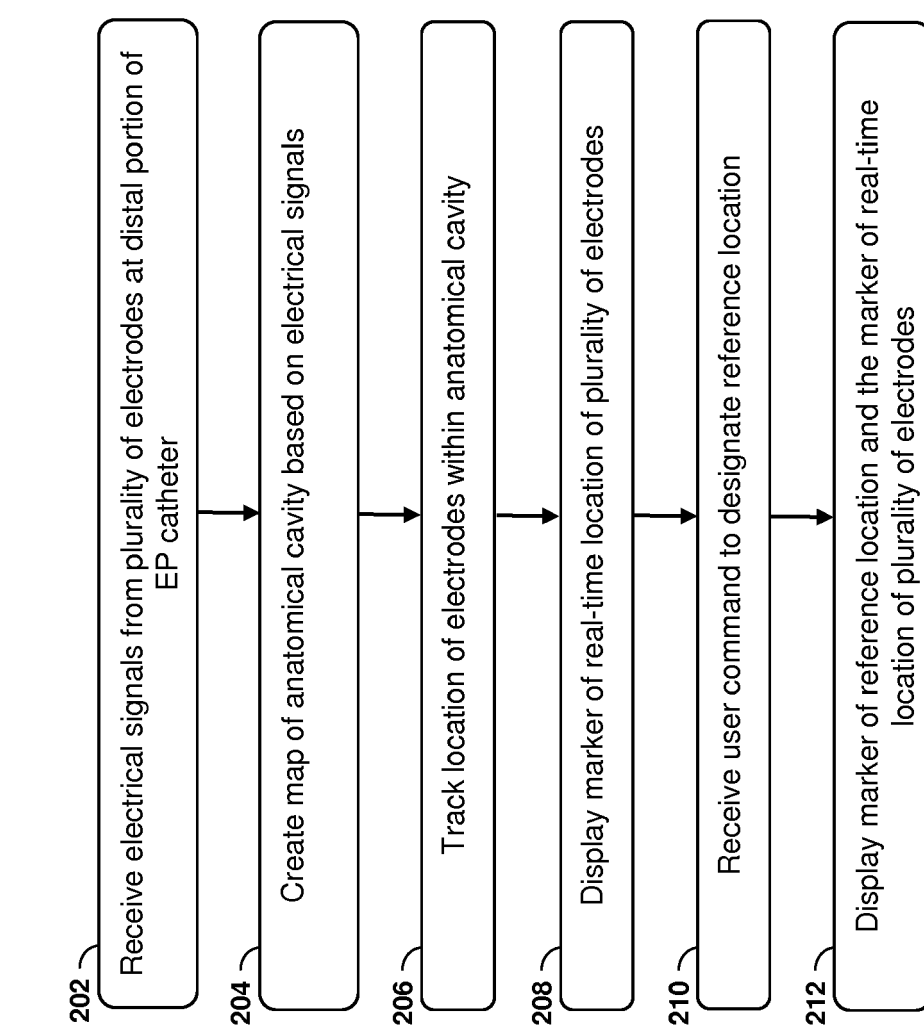 202
Receive electrical signals from plurality of electrodes at distal portion of
EP catheter
204
Create map of anatomical cavity based on electrical signals
206
Track location of electrodes within anatomical cavity
208
Display marker of real-time location of plurality of electrodes
210
Receive user command to designate reference location
212
Display marker of reference location and the marker of real-time
location of plurality of electrodes